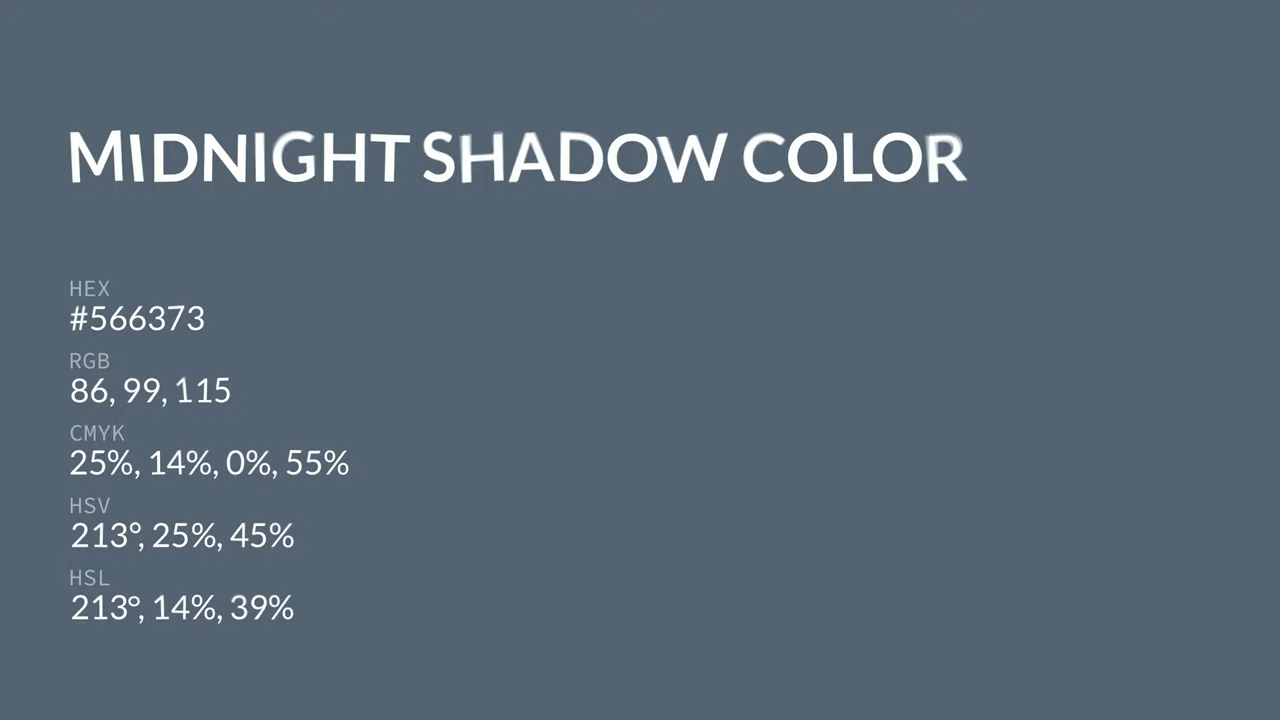 MIDNIGHT SHADOW COLOR
HEX
#566373
RGB
86, 99, 115
CMYK
25%, 14%, 0%, 55%
HSV
213°, 25%, 45%
HSL
213°, 14%, 39%